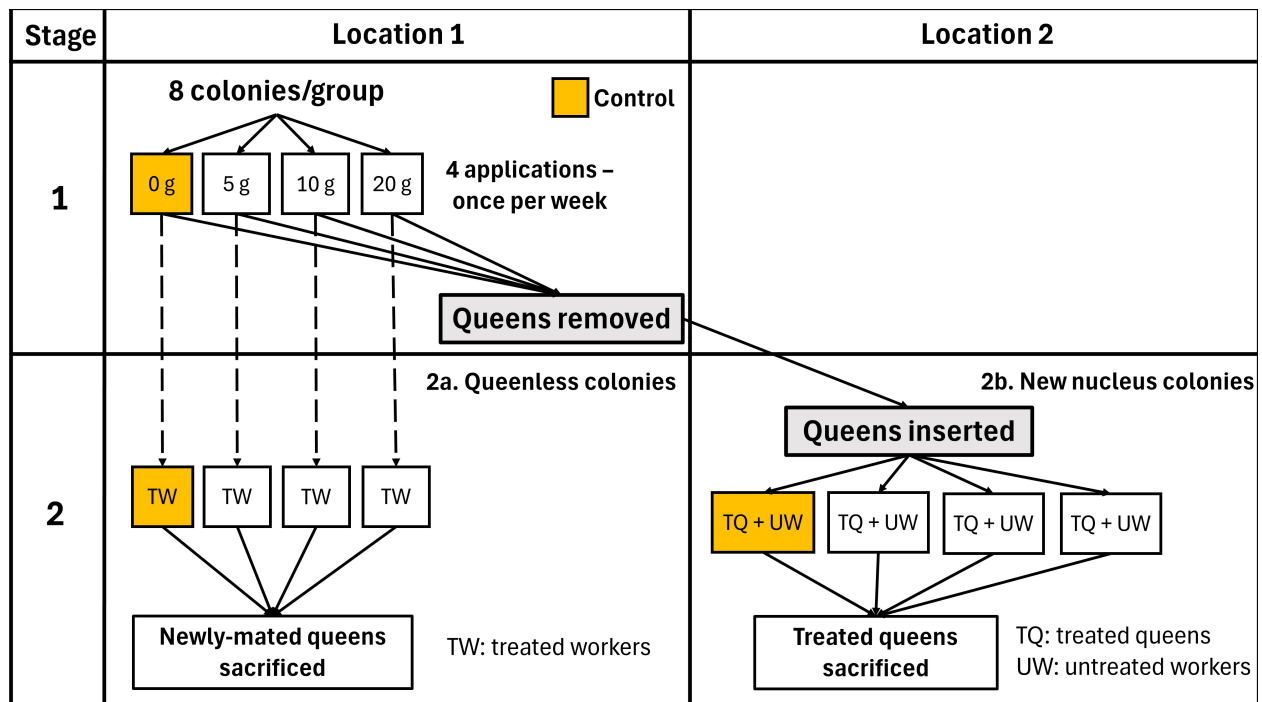 Stage
Location 1
Location 2
1
8 colonies/group
Control
0 g
5 g
10 g
20 g
4 applications –
once per week
Queens removed
2
2a. Queenless colonies
TW
TW
TW
TW
Newly-mated queens
sacrificed
TW: treated workers
2b. New nucleus colonies
Queens inserted
TQ + UW
TQ + UW
TQ + UW
TQ + UW
Treated queens
sacrificed
TQ: treated queens
UW: untreated workers